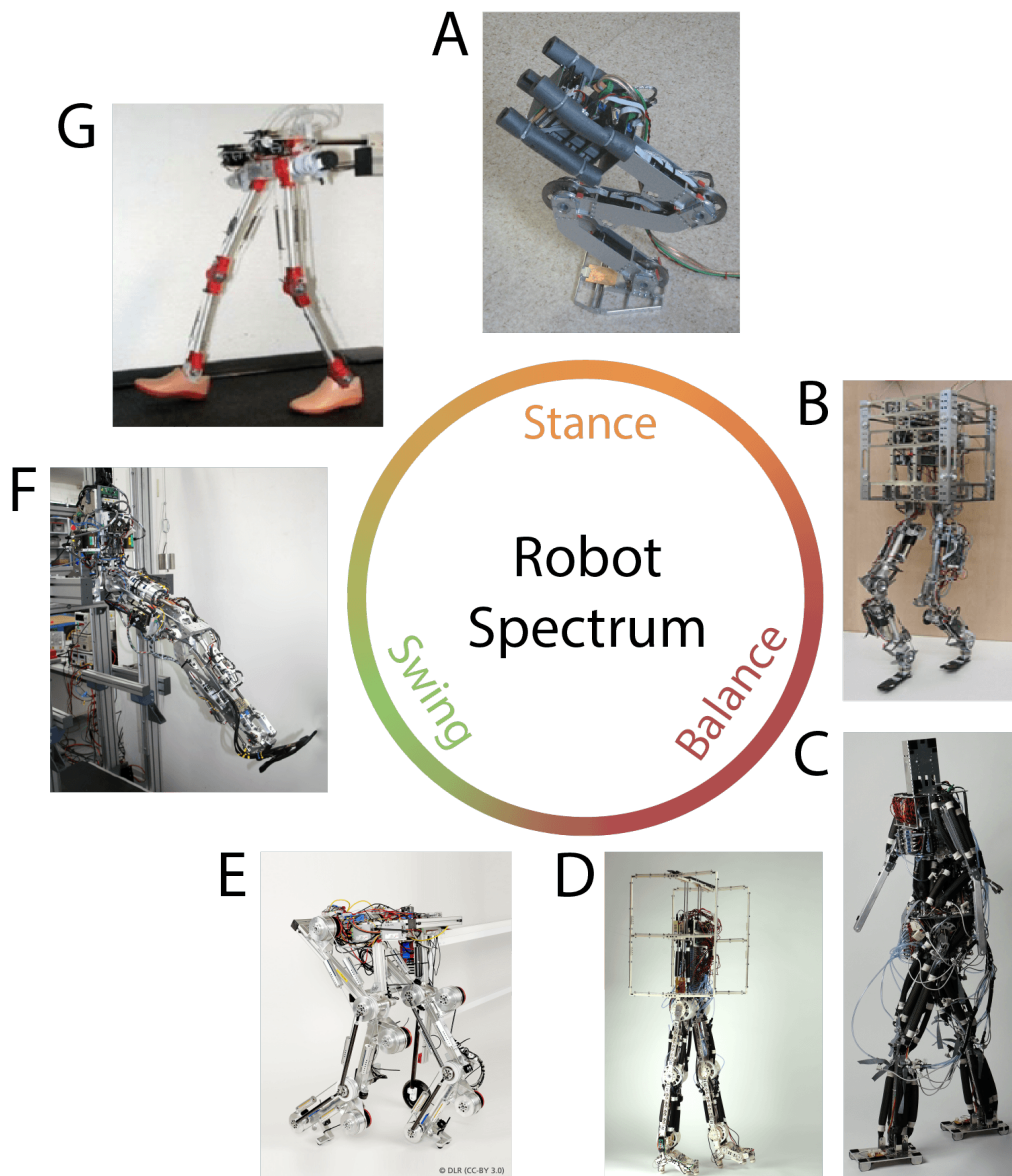 A
G
B
Stance
F
Robot
Spectrum
Swing
Balance
C
E
D
© DLR (CC-BY 3.0)